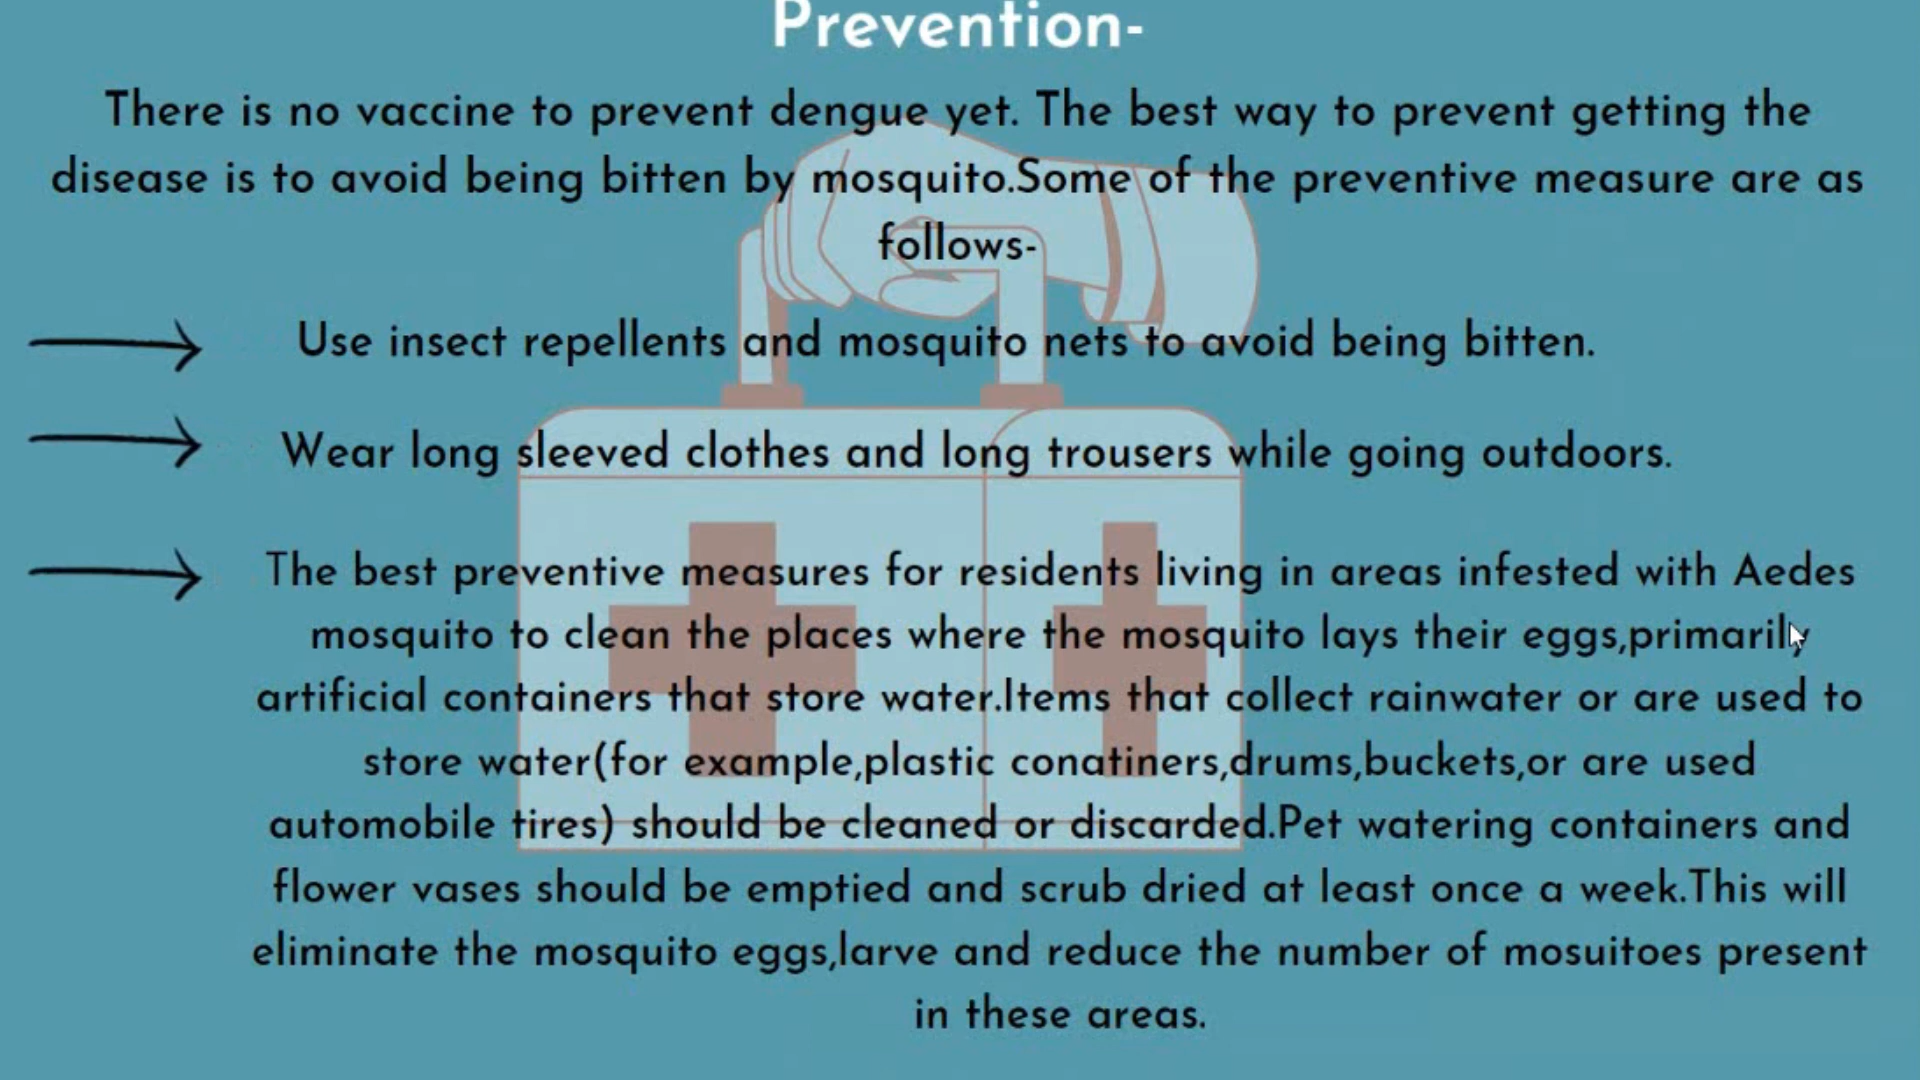 Prevention-
There is no vaccine to prevent dengue yet. The best way to prevent getting the
disease is to avoid being bitten by mosquito.Some of the preventive measure are as
follows-
Use insect repellents and mosquito nets to avoid being bitten.
Wear long sleeved clothes and long trousers while going outdoors.
The best preventive measures for residents living in areas infested with Aedes
mosquito to clean the places where the mosquito lays their eggs,primarily
artificial containers that store water.Items that collect rainwater or are used to
store water(for example,plastic conatiners,drums,buckets,or are used
automobile tires) should be cleaned or discarded.Pet watering containers and
flower vases should be emptied and scrub dried at least once a week.This will
eliminate the mosquito eggs,larve and reduce the number of mosuitoes present
in these areas.